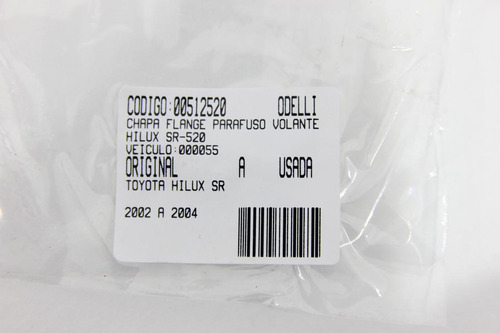 CODIGO:00512520 ODELLI
CHAPA FLANGE PARAFUSO VOLANTE
HILUX SR-520
VEICULO:000055
ORIGINAL A USADA
TOYOTA HILUX SR
2002 A 2004